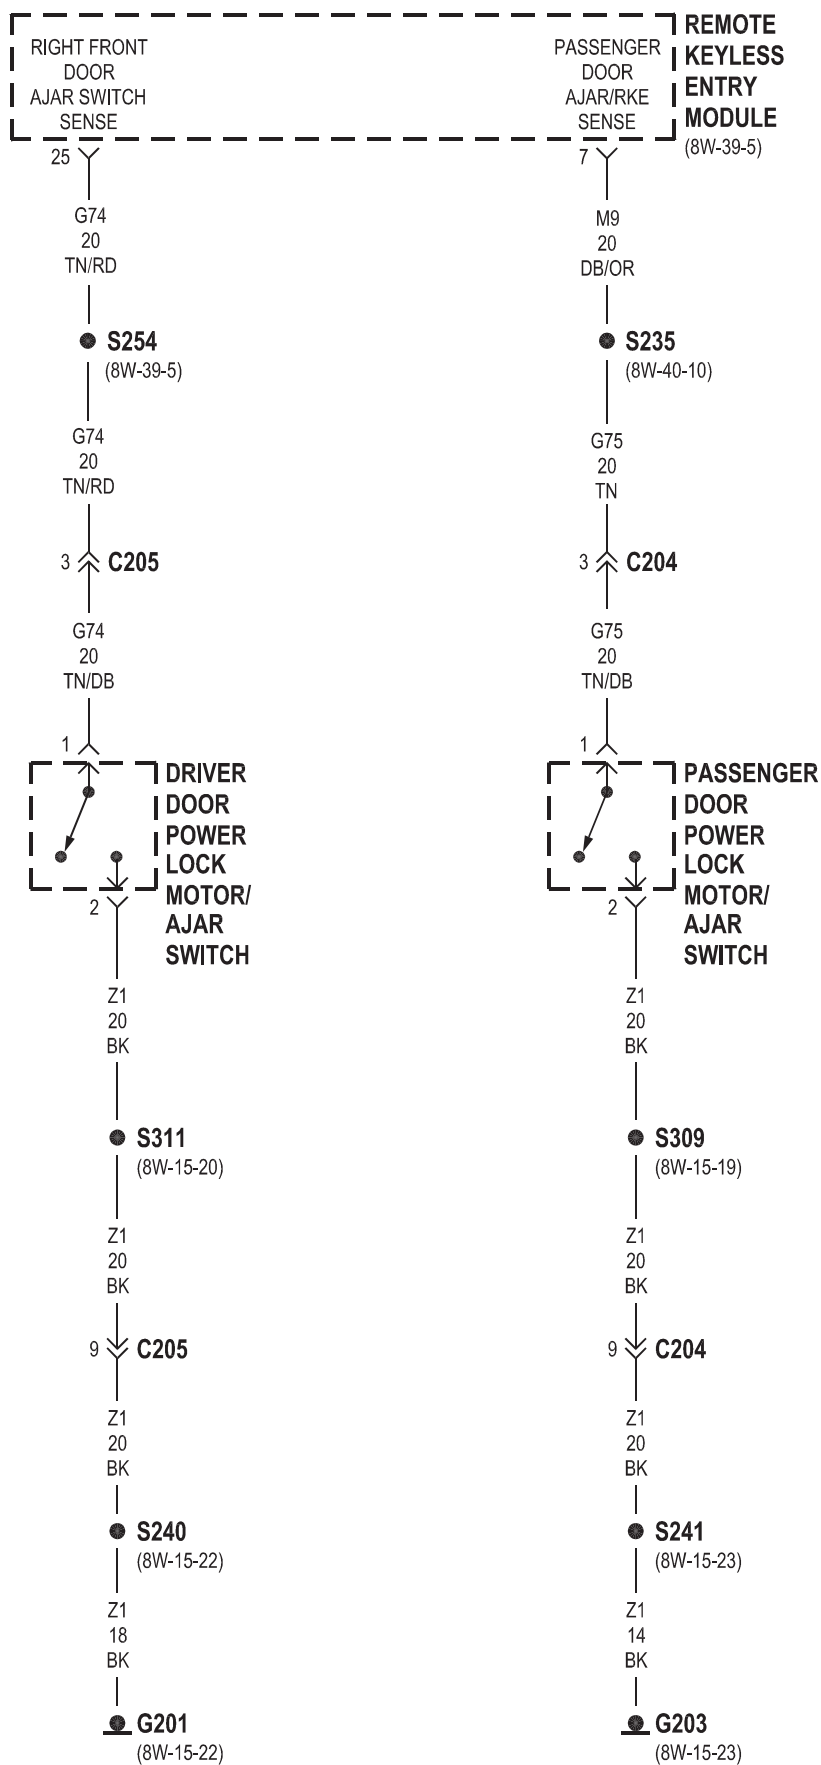 RIGHT FRONT
DOOR
AJAR SWITCH
SENSE
PASSENGER
DOOR
AJAR/RKE
SENSE
REMOTE
KEYLESS
ENTRY
MODULE
(8W-39-5)
25
G74
20
TN/RD
S254
(8W-39-5)
G74
20
TN/RD
3
C205
G74
20
TN/DB
1
DRIVER
DOOR
POWER
LOCK
MOTOR/
AJAR
SWITCH
2
Z1
20
BK
S311
(8W-15-20)
Z1
20
BK
9
C205
Z1
20
BK
S240
(8W-15-22)
Z1
18
BK
G201
(8W-15-22)
7
M9
20
DB/OR
S235
(8W-40-10)
G75
20
TN
3
C204
G75
20
TN/DB
1
PASSENGER
DOOR
POWER
LOCK
MOTOR/
AJAR
SWITCH
2
Z1
20
BK
S309
(8W-15-19)
Z1
20
BK
9
C204
Z1
20
BK
S241
(8W-15-23)
Z1
14
BK
G203
(8W-15-23)